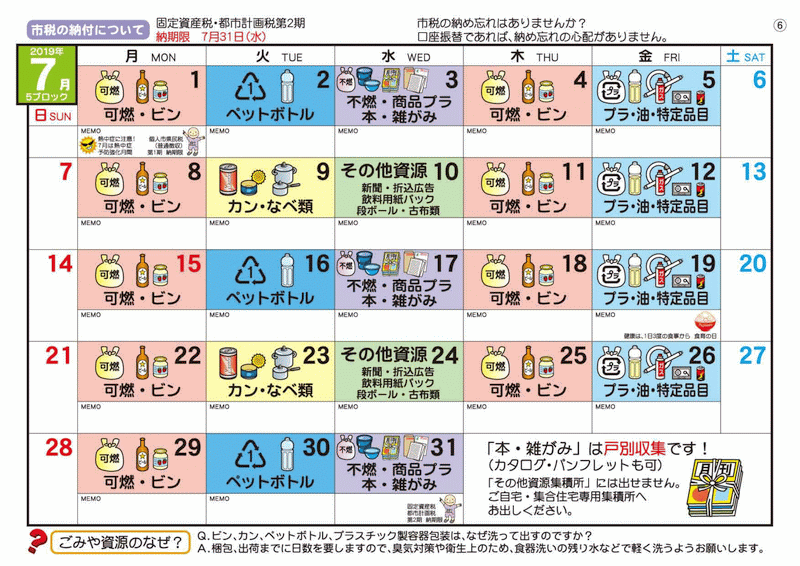 市税の納付について
固定資産税・都市計画税第2期
納期限 7月31日(水)
市税の納め忘れはありませんか?
口座振替であれば、納め忘れの心配がありません。
⑥
2019年
7月
5ブロック
日 SUN
月 MON
火 TUE
水 WED
木 THU
金 FRI
土 SAT
1
可燃
可燃・ビン
MEMO
熱中症に注意!
7月は熱中症
予防強化月間
個人市県民税
(普通徴収)
第1期 納期限
2
1
ペットボトル
MEMO
3
不燃
不燃・商品プラ
本・雑がみ
MEMO
4
可燃
可燃・ビン
MEMO
5
プラ
プラ・油・特定品目
MEMO
6
7
8
可燃
可燃・ビン
MEMO
9
カン・なべ類
MEMO
その他資源 10
新聞・折込広告
飲料用紙パック
段ボール・古布類
MEMO
11
可燃
可燃・ビン
MEMO
12
プラ
プラ・油・特定品目
MEMO
13
14
15
可燃
可燃・ビン
MEMO
16
1
ペットボトル
MEMO
17
不燃
不燃・商品プラ
本・雑がみ
MEMO
18
可燃
可燃・ビン
MEMO
19
プラ
プラ・油・特定品目
MEMO
健康は、1日3度の食事から 食育の日
20
21
22
可燃
可燃・ビン
MEMO
23
カン・なべ類
MEMO
その他資源 24
新聞・折込広告
飲料用紙パック
段ボール・古布類
MEMO
25
可燃
可燃・ビン
MEMO
26
プラ
プラ・油・特定品目
MEMO
27
28
29
可燃
可燃・ビン
MEMO
30
1
ペットボトル
MEMO
31
不燃
不燃・商品プラ
本・雑がみ
MEMO
固定資産税
都市計画税
第2期 納期限
「本・雑がみ」は戸別収集です!
(カタログ・パンフレットも可)
「その他資源集積所」には出せません。
ご自宅・集合住宅専用集積所へ
お出しください。
月刊
?
ごみや資源のなぜ?
Q.ビン、カン、ペットボトル、プラスチック製容器包装は、なぜ洗って出すのですか?
A.梱包、出荷までに日数を要しますので、臭気対策や衛生上のため、食器洗いの残り水などで軽く洗うようお願いします。